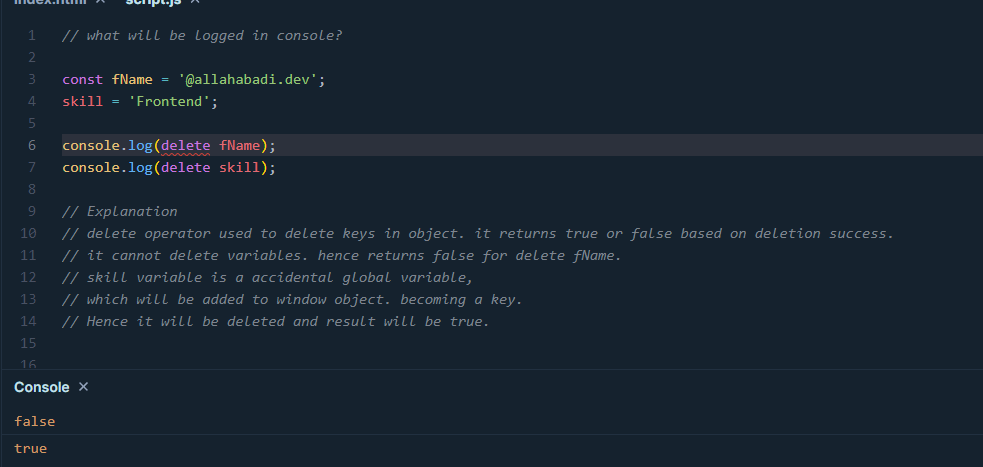 index.html ×
script.js ×
1 // what will be logged in console?
2
3 const fName = '@allahabadi.dev';
4 skill = 'Frontend';
5
6 console.log(delete fName);
7 console.log(delete skill);
8
9 // Explanation
10 // delete operator used to delete keys in object. it returns true or false based on deletion success.
11 // it cannot delete variables. hence returns false for delete fName.
12 // skill variable is a accidental global variable,
13 // which will be added to window object. becoming a key.
14 // Hence it will be deleted and result will be true.
15
16
Console ×
false
true